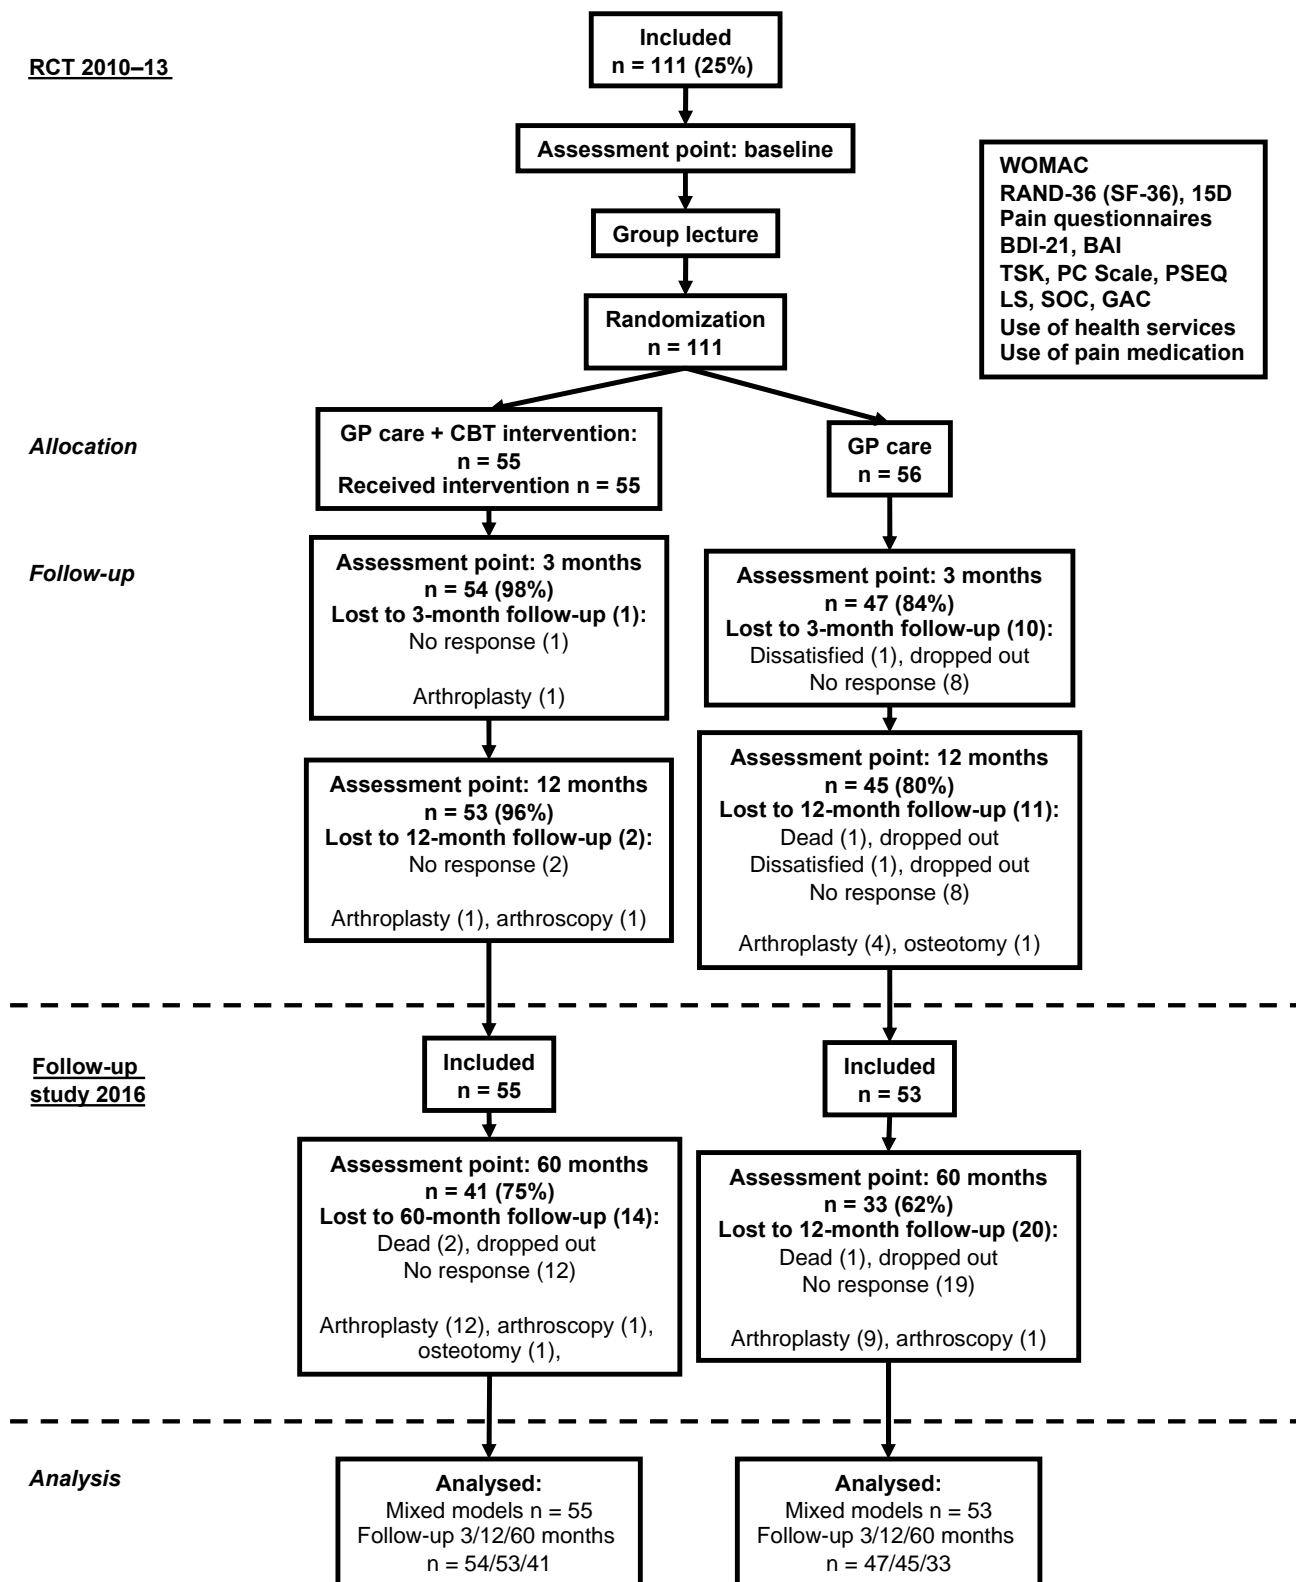 RCT 2010–13
Included
n = 111 (25%)
Assessment point: baseline
Group lecture
Randomization
n = 111
WOMAC
RAND-36 (SF-36), 15D
Pain questionnaires
BDI-21, BAI
TSK, PC Scale, PSEQ
LS, SOC, GAC
Use of health services
Use of pain medication
Allocation
GP care + CBT intervention:
n = 55
Received intervention n = 55
GP care
n = 56
Follow-up
Assessment point: 3 months
n = 54 (98%)
Lost to 3-month follow-up (1):
No response (1)
Arthroplasty (1)
Assessment point: 3 months
n = 47 (84%)
Lost to 3-month follow-up (10):
Dissatisfied (1), dropped out
No response (8)
Assessment point: 12 months
n = 53 (96%)
Lost to 12-month follow-up (2):
No response (2)
Arthroplasty (1), arthroscopy (1)
Assessment point: 12 months
n = 45 (80%)
Lost to 12-month follow-up (11):
Dead (1), dropped out
Dissatisfied (1), dropped out
No response (8)
Arthroplasty (4), osteotomy (1)
Follow-up
study 2016
Included
n = 55
Included
n = 53
Assessment point: 60 months
n = 41 (75%)
Lost to 60-month follow-up (14):
Dead (2), dropped out
No response (12)
Arthroplasty (12), arthroscopy (1),
osteotomy (1),
Assessment point: 60 months
n = 33 (62%)
Lost to 12-month follow-up (20):
Dead (1), dropped out
No response (19)
Arthroplasty (9), arthroscopy (1)
Analysis
Analysed:
Mixed models n = 55
Follow-up 3/12/60 months
n = 54/53/41
Analysed:
Mixed models n = 53
Follow-up 3/12/60 months
n = 47/45/33